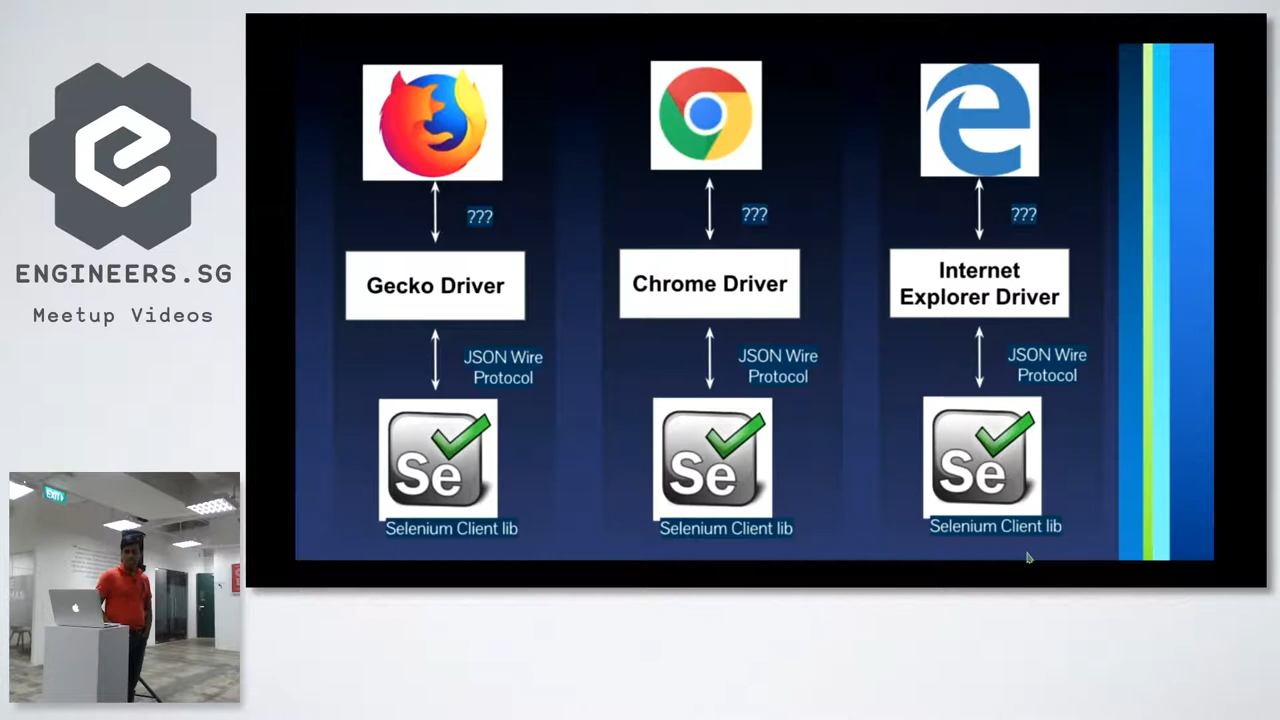 ENGINEERS.SG
Meetup Videos
???
???
???
Gecko Driver
Chrome Driver
Internet
Explorer Driver
JSON Wire
Protocol
JSON Wire
Protocol
JSON Wire
Protocol
Se
Se
Se
Selenium Client lib
Selenium Client lib
Selenium Client lib
EXIT